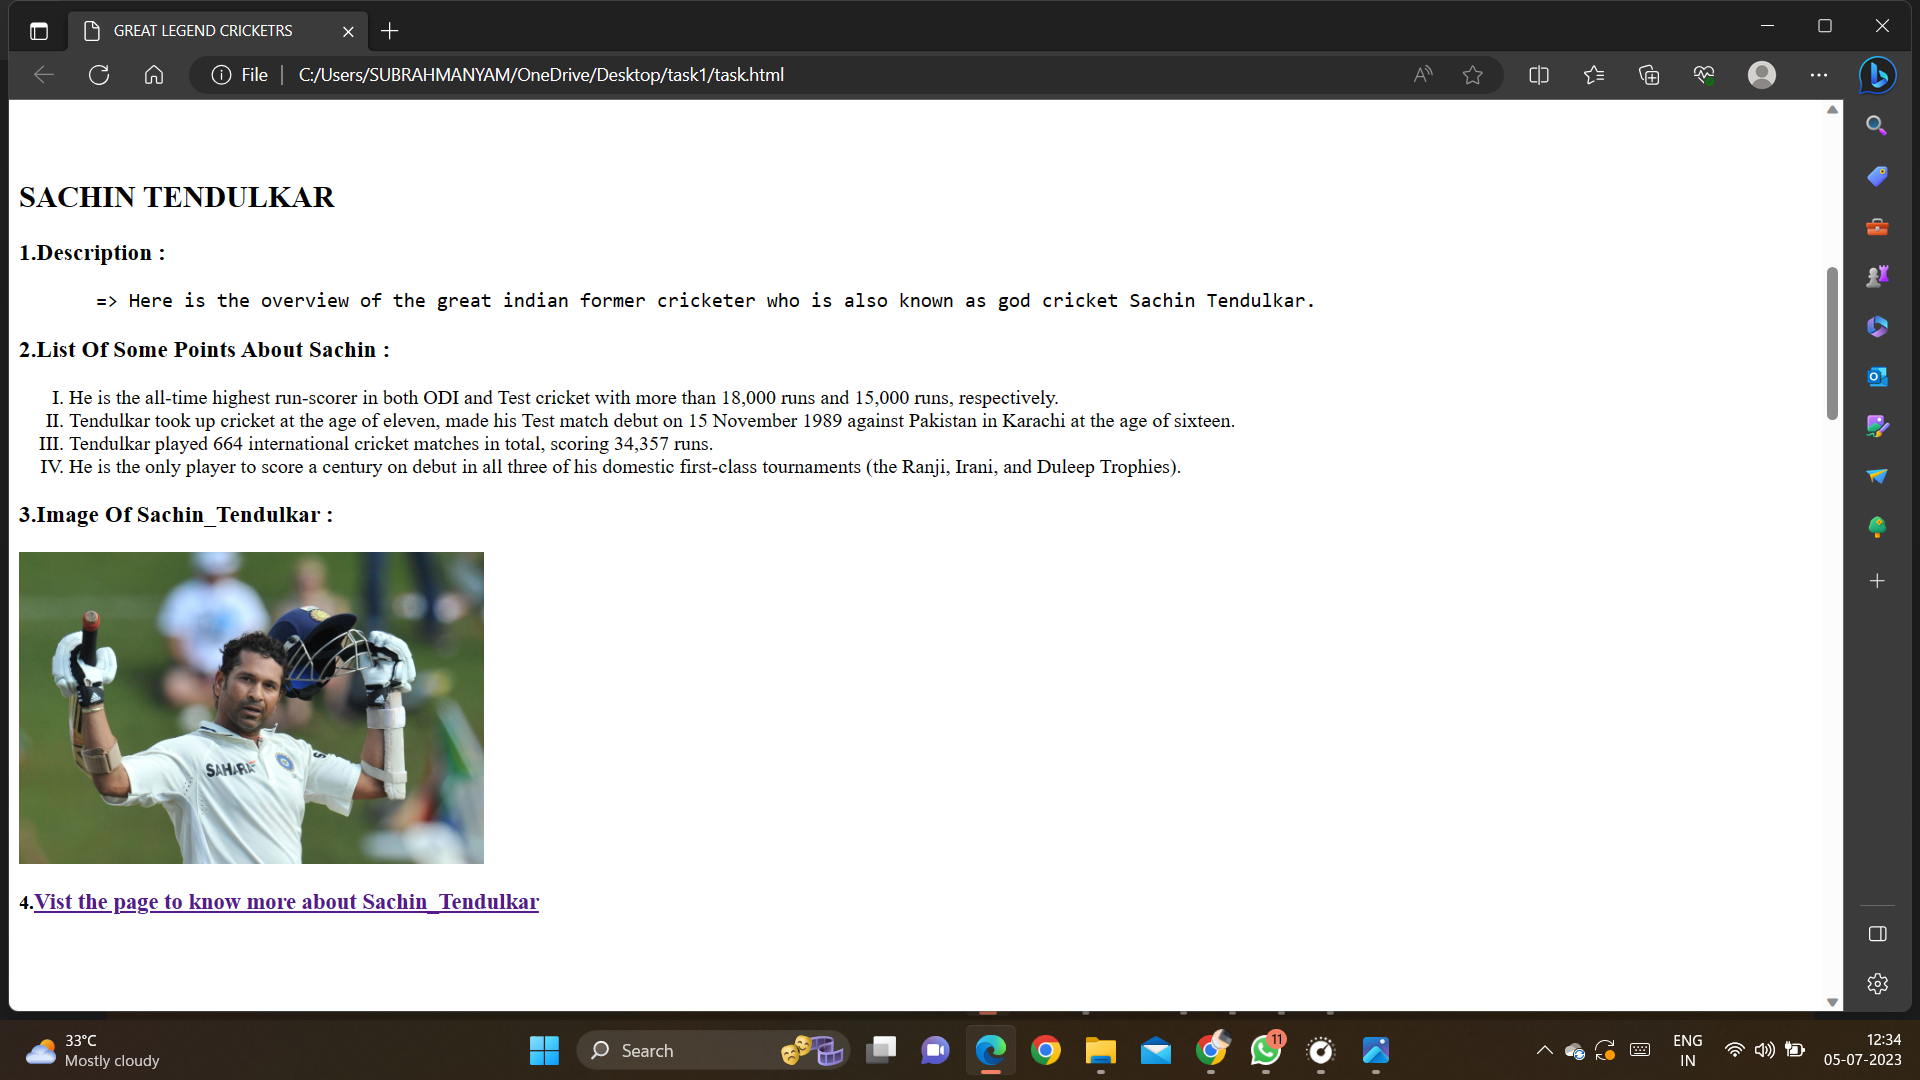 GREAT LEGEND CRICKETRS
File
C:/Users/SUBRAHMANYAM/OneDrive/Desktop/task1/task.html
SACHIN TENDULKAR
1.Description :
=> Here is the overview of the great indian former cricketer who is also known as god cricket Sachin Tendulkar.
2.List Of Some Points About Sachin :
I. He is the all-time highest run-scorer in both ODI and Test cricket with more than 18,000 runs and 15,000 runs, respectively.
II. Tendulkar took up cricket at the age of eleven, made his Test match debut on 15 November 1989 against Pakistan in Karachi at the age of sixteen.
III. Tendulkar played 664 international cricket matches in total, scoring 34,357 runs.
IV. He is the only player to score a century on debut in all three of his domestic first-class tournaments (the Ranji, Irani, and Duleep Trophies).
3.Image Of Sachin_Tendulkar :
SAHARA
4.Vist the page to know more about Sachin_Tendulkar
33°C
Mostly cloudy
Search
11
ENG
IN
12:34
05-07-2023